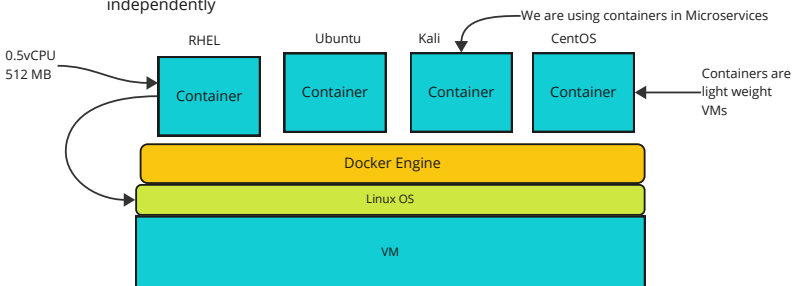 independently
We are using containers in Microservices
RHEL
Ubuntu
Kali
CentOS
0.5vCPU
512 MB
Containers are
light weight
VMs
Container
Container
Container
Container
Docker Engine
Linux OS
VM